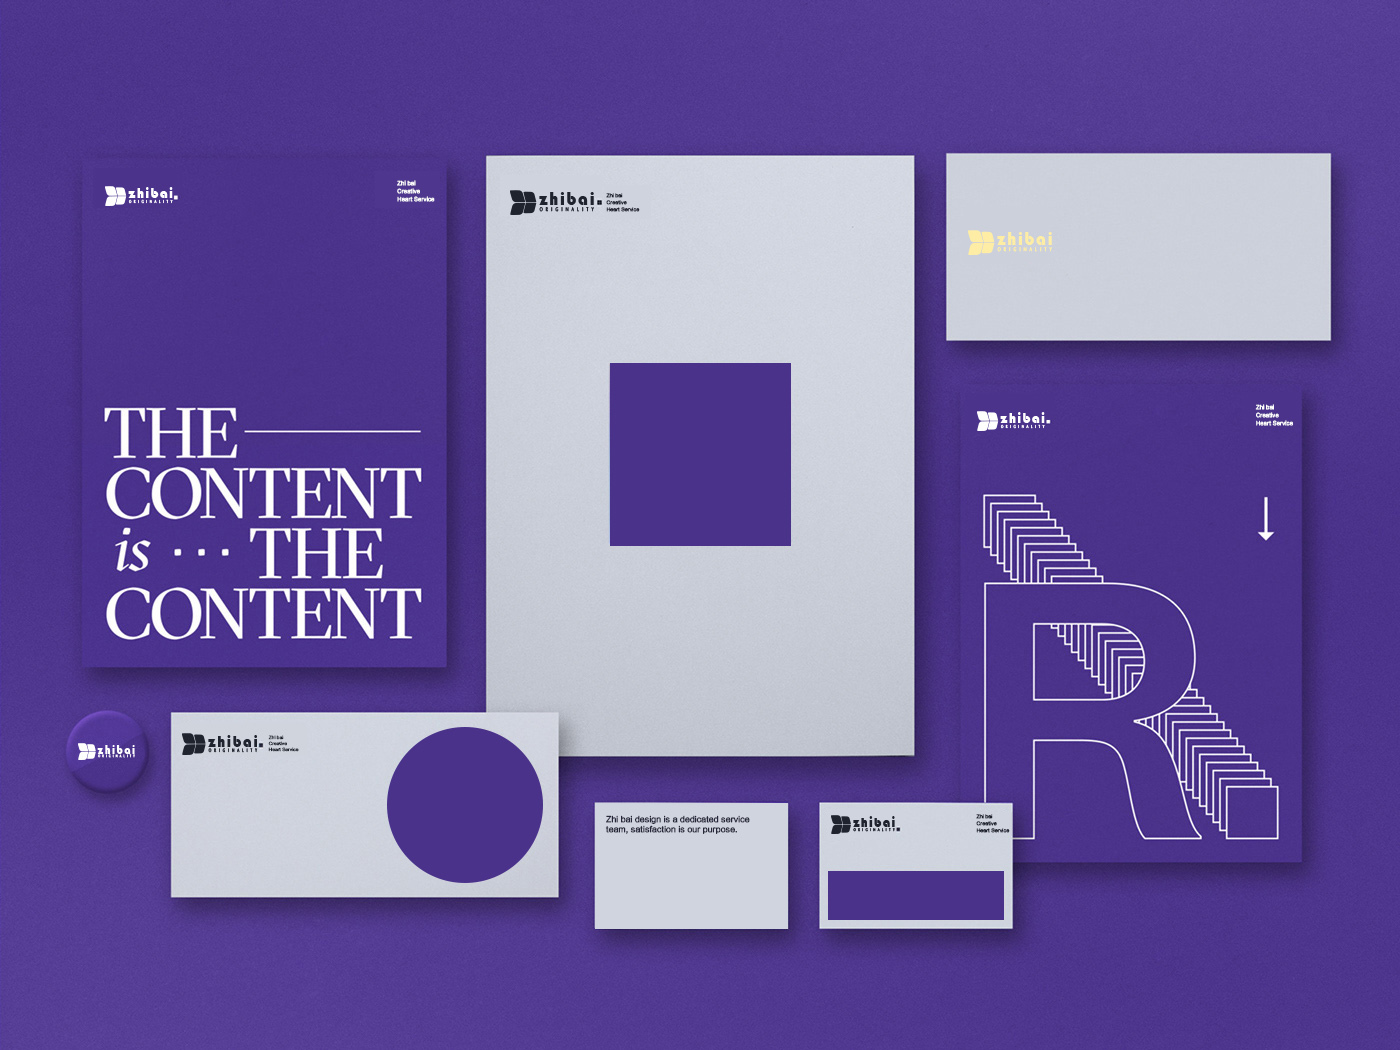 zhibai.
ORIGINALITY
Zhi bai
Creative
Heart Service
THE
CONTENT
is ··· THE
CONTENT
zhibai.
ORIGINALITY
Zhi bai
Creative
Heart Service
zhibai
ORIGINALITY
zhibai.
ORIGINALITY
Zhi bai
Creative
Heart Service
R
zhibai
ORIGINALITY
zhibai.
ORIGINALITY
Zhi bai
Creative
Heart Service
Zhi bai design is a dedicated service
team, satisfaction is our purpose.
zhibai
ORIGINALITY
Zhi bai
Creative
Heart Service